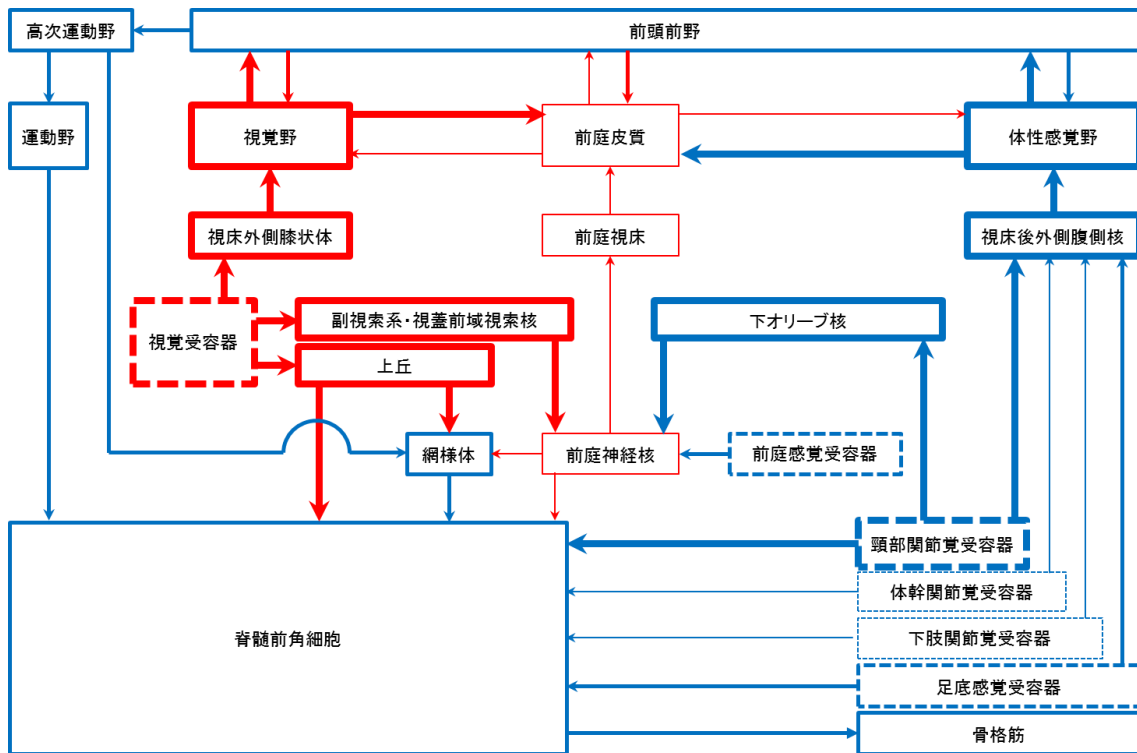 高次運動野
前頭前野
運動野
視覚野
前庭皮質
体性感覚野
視床外側膝状体
前庭視床
視床後外側腹側核
視覚受容器
副視索系・視蓋前域視索核
下オリーブ核
上丘
網様体
前庭神経核
前庭感覚受容器
頸部関節覚受容器
体幹関節覚受容器
脊髄前角細胞
下肢関節覚受容器
足底感覚受容器
骨格筋